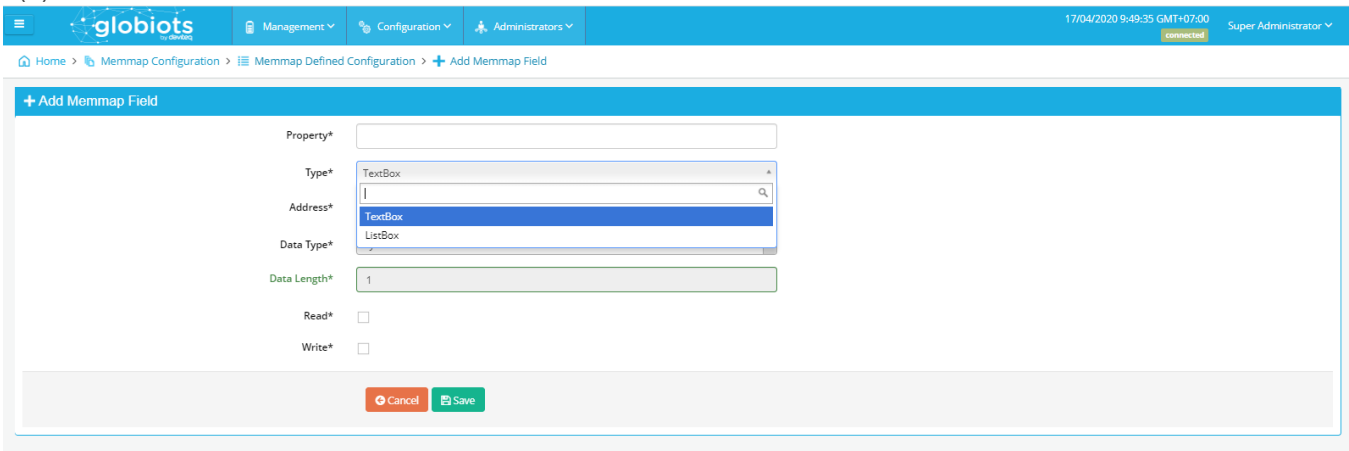 globiots
by deviteq
Management
Configuration
Administrators
17/04/2020 9:49:35 GMT+07:00
connected
Super Administrator
Home > Memmap Configuration > Memmap Defined Configuration > Add Memmap Field
Add Memmap Field
Property*
Type*
TextBox
TextBox
ListBox
Address*
Data Type*
Data Length*
1
Read*
Write*
Cancel
Save